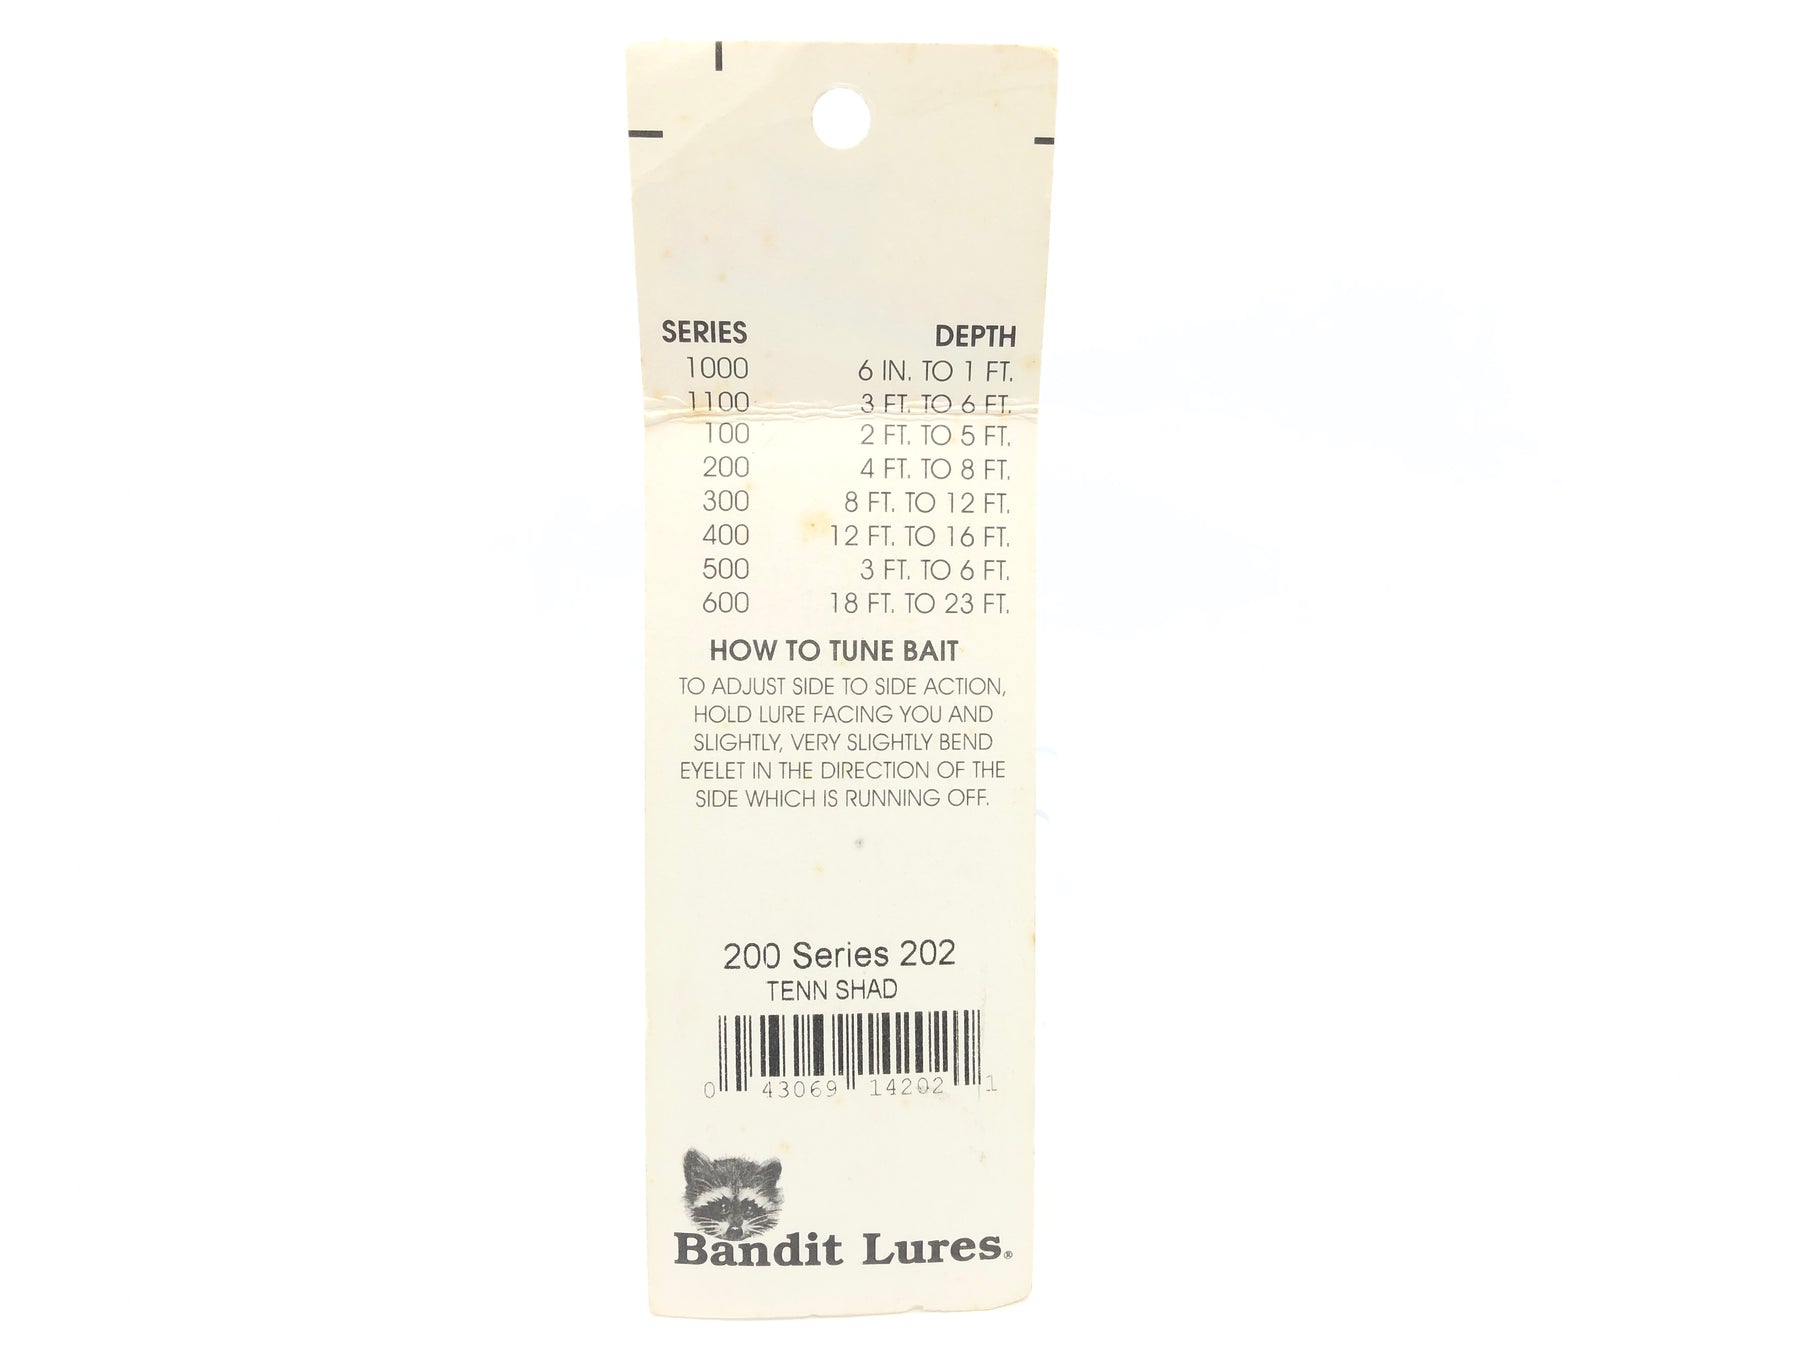 SERIES DEPTH
1000 6 IN. TO 1 FT.
1100 3 FT. TO 6 FT.
100 2 FT. TO 5 FT.
200 4 FT. TO 8 FT.
300 8 FT. TO 12 FT.
400 12 FT. TO 16 FT.
500 3 FT. TO 6 FT.
600 18 FT. TO 23 FT.
HOW TO TUNE BAIT
TO ADJUST SIDE TO SIDE ACTION,
HOLD LURE FACING YOU AND
SLIGHTLY, VERY SLIGHTLY BEND
EYELET IN THE DIRECTION OF THE
SIDE WHICH IS RUNNING OFF.
200 Series 202
TENN SHAD
0 43069 14202 1
Bandit Lures®